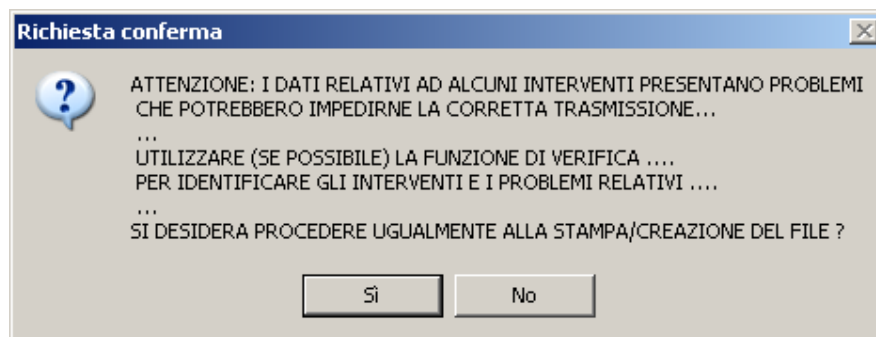 Richiesta conferma
ATTENZIONE: I DATI RELATIVI AD ALCUNI INTERVENTI PRESENTANO PROBLEMI
CHE POTREBBERO IMPEDIRNE LA CORRETTA TRASMISSIONE...
...
UTILIZZARE (SE POSSIBILE) LA FUNZIONE DI VERIFICA ....
PER IDENTIFICARE GLI INTERVENTI E I PROBLEMI RELATIVI ....
...
SI DESIDERA PROCEDERE UGUALMENTE ALLA STAMPA/CREAZIONE DEL FILE ?
Sì
No